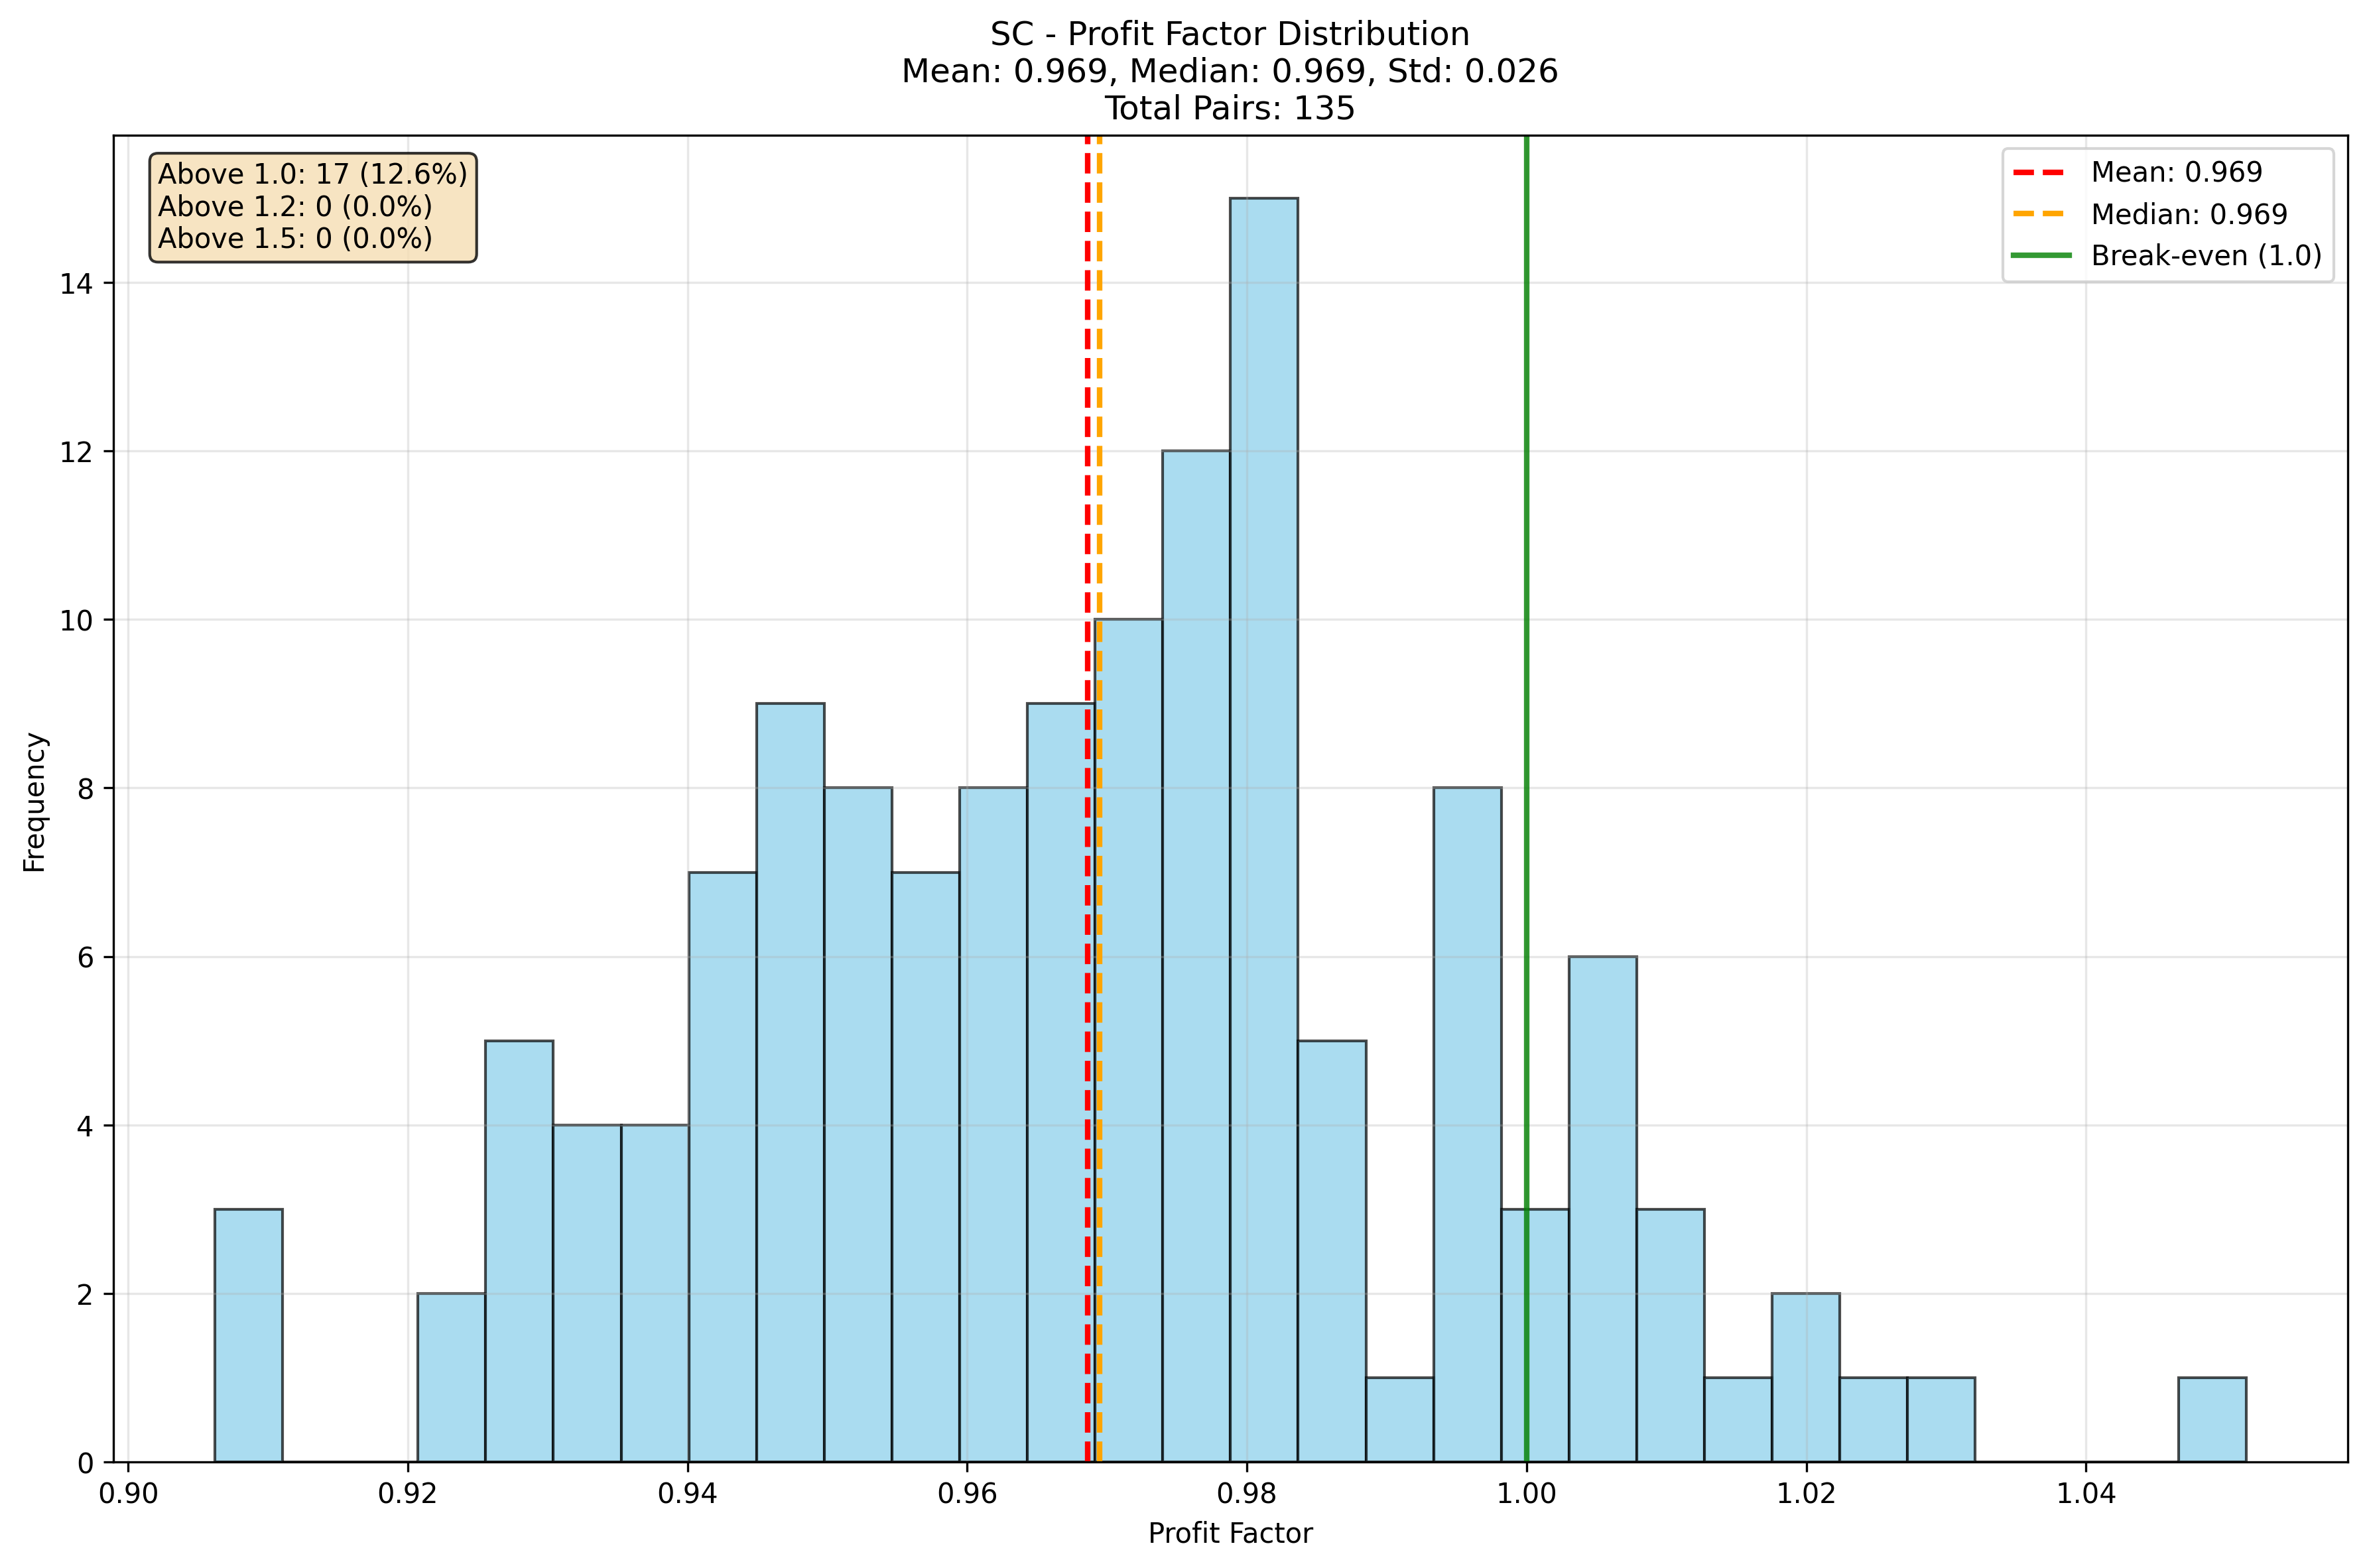 SC - Profit Factor Distribution
Mean: 0.969, Median: 0.969, Std: 0.026
Total Pairs: 135
Above 1.0: 17 (12.6%)
Above 1.2: 0 (0.0%)
Above 1.5: 0 (0.0%)
Mean: 0.969
Median: 0.969
Break-even (1.0)
Frequency
14
12
10
8
6
4
2
0
0.90
0.92
0.94
0.96
0.98
1.00
1.02
1.04
Profit Factor